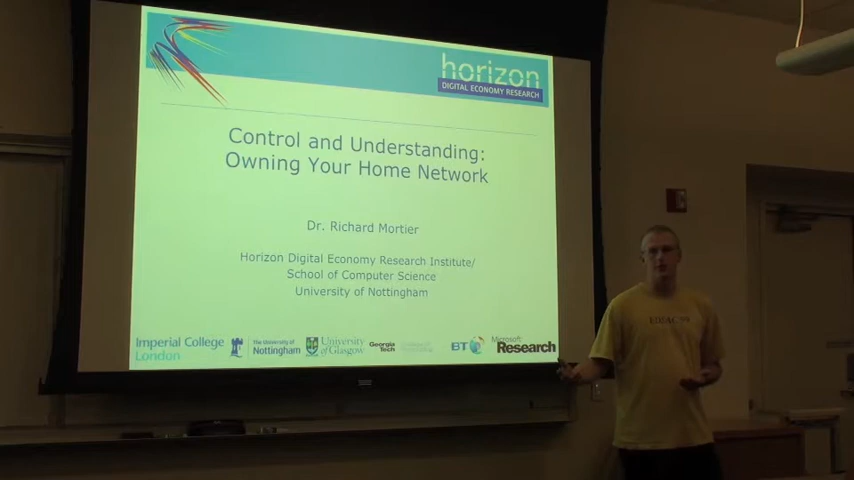 horizon
DIGITAL ECONOMY RESEARCH
Control and Understanding:
Owning Your Home Network
Dr. Richard Mortier
Horizon Digital Economy Research Institute/
School of Computer Science
University of Nottingham
Imperial College
London
The University of
Nottingham
University
of Glasgow
Georgia
Tech
BT
Microsoft
Research